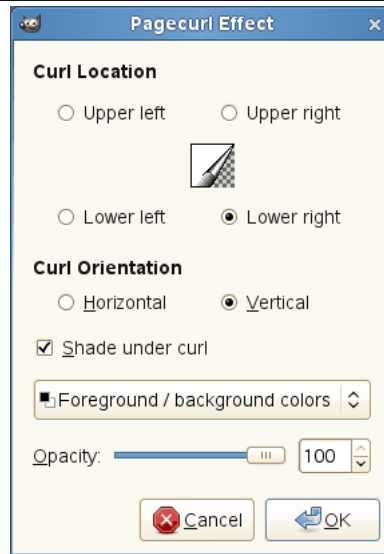 Pagecurl Effect
Curl Location
Upper left Upper right
Lower left Lower right
Curl Orientation
Horizontal Vertical
Shade under curl
Foreground / background colors
Opacity: 100
Cancel OK